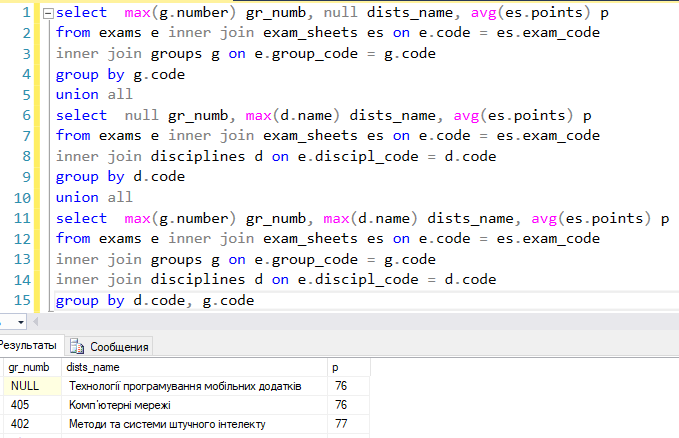 1 select max(g.number) gr_numb, null dists_name, avg(es.points) p
2 from exams e inner join exam_sheets es on e.code = es.exam_code
3 inner join groups g on e.group_code = g.code
4 group by g.code
5 union all
6 select null gr_numb, max(d.name) dists_name, avg(es.points) p
7 from exams e inner join exam_sheets es on e.code = es.exam_code
8 inner join disciplines d on e.discipl_code = d.code
9 group by d.code
10 union all
11 select max(g.number) gr_numb, max(d.name) dists_name, avg(es.points) p
12 from exams e inner join exam_sheets es on e.code = es.exam_code
13 inner join groups g on e.group_code = g.code
14 inner join disciplines d on e.discipl_code = d.code
15 group by d.code, g.code
Результаты Сообщения
gr_numb dists_name p
NULL Технології програмування мобільних додатків 76
405 Комп'ютерні мережі 76
402 Методи та системи штучного інтелекту 77